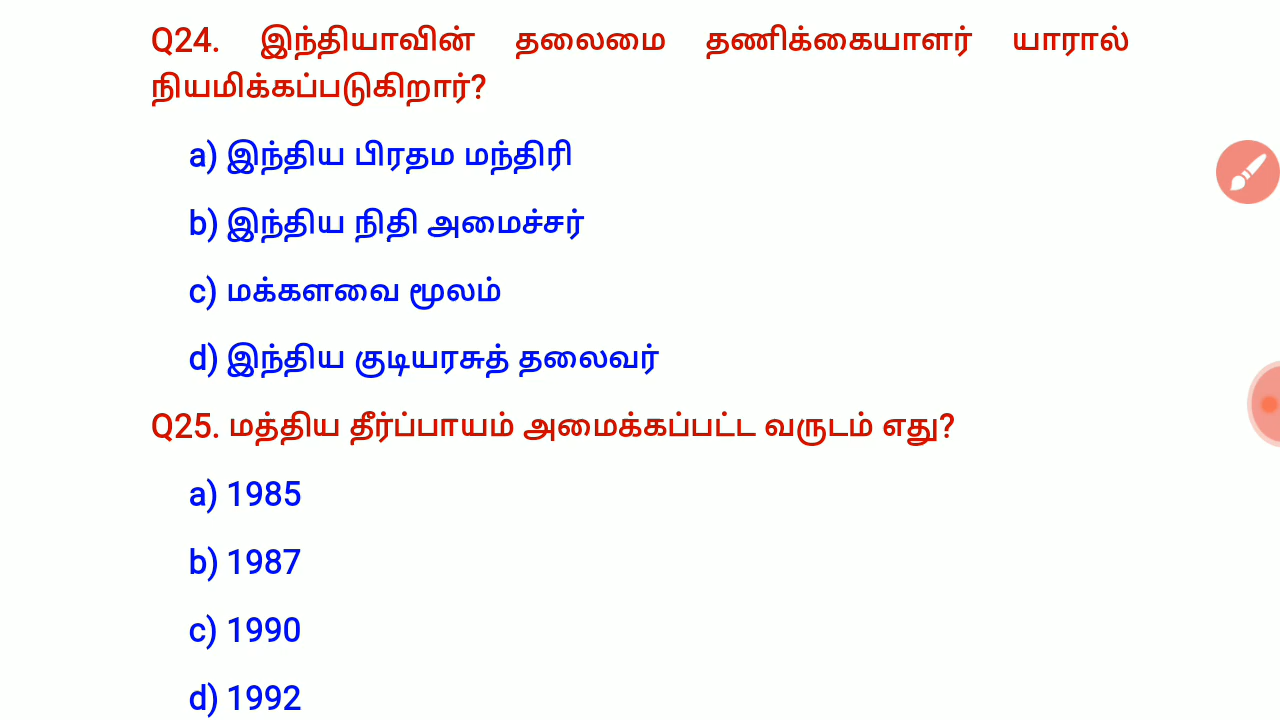 Q24. இந்தியாவின் தலைமை தணிக்கையாளர் யாரால்
நியமிக்கப்படுகிறார்?
a) இந்திய பிரதம மந்திரி
b) இந்திய நிதி அமைச்சர்
c) மக்களவை மூலம்
d) இந்திய குடியரசுத் தலைவர்
Q25. மத்திய தீர்ப்பாயம் அமைக்கப்பட்ட வருடம் எது?
a) 1985
b) 1987
c) 1990
d) 1992